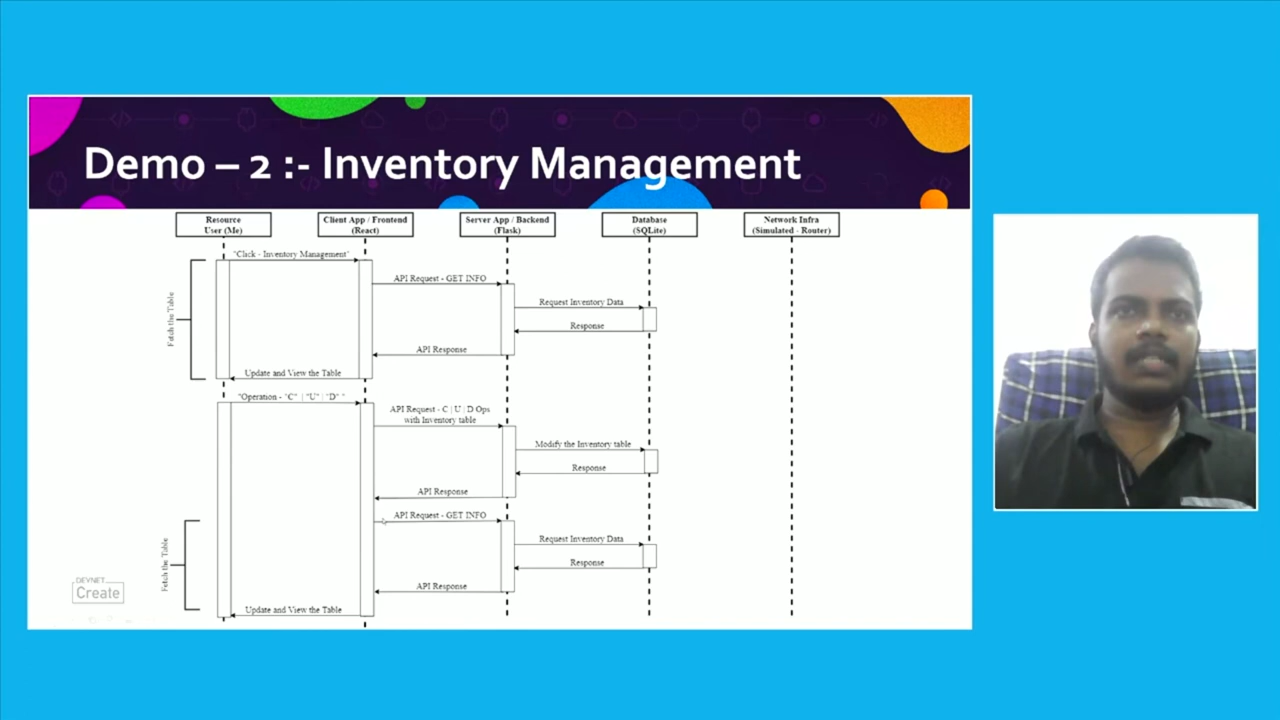 Demo – 2 :- Inventory Management
Resource
User (Me)
Client App / Frontend
(React)
Server App / Backend
(Flask)
Database
(SQLite)
Network Infra
(Simulated - Router)
"Click - Inventory Management"
API Request - GET INFO
Request Inventory Data
Response
API Response
Update and View the Table
Fetch the Table
"Operation - "C" | "U" | "D" "
API Request - C | U | D Ops
with Inventory table
Modify the Inventory table
Response
API Response
API Request - GET INFO
Request Inventory Data
Response
API Response
Update and View the Table
Fetch the Table
DEVNET
Create